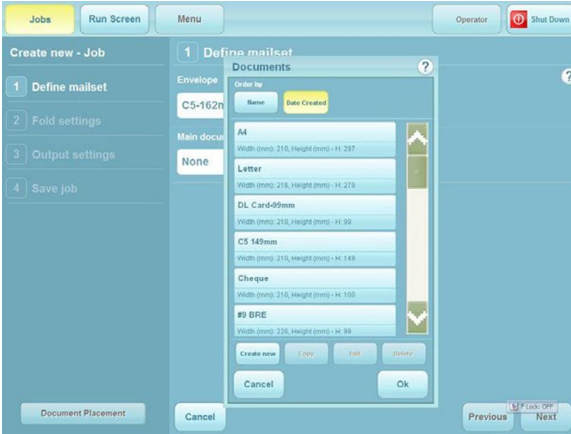 Jobs
Run Screen
Menu
Operator
Shut Down
Create new - Job
1 Define mailset
2 Fold settings
3 Output settings
4 Save job
Document Placement
1 Define mailset
Envelope
C5-162m
Main docu
None
Cancel
Previous
Next
Lock: OFF
Documents
?
Order by
Name
Date Created
A4
Width (mm): 210, Height (mm) - H: 297
Letter
Width (mm): 216, Height (mm) - H: 279
DL Card-99mm
Width (mm): 210, Height (mm) - H: 99
C5 149mm
Width (mm): 210, Height (mm) - H: 149
Cheque
Width (mm): 210, Height (mm) - H: 100
#9 BRE
Width (mm): 226, Height (mm) - H: 99
Create new
Copy
Edit
Delete
Cancel
Ok
?